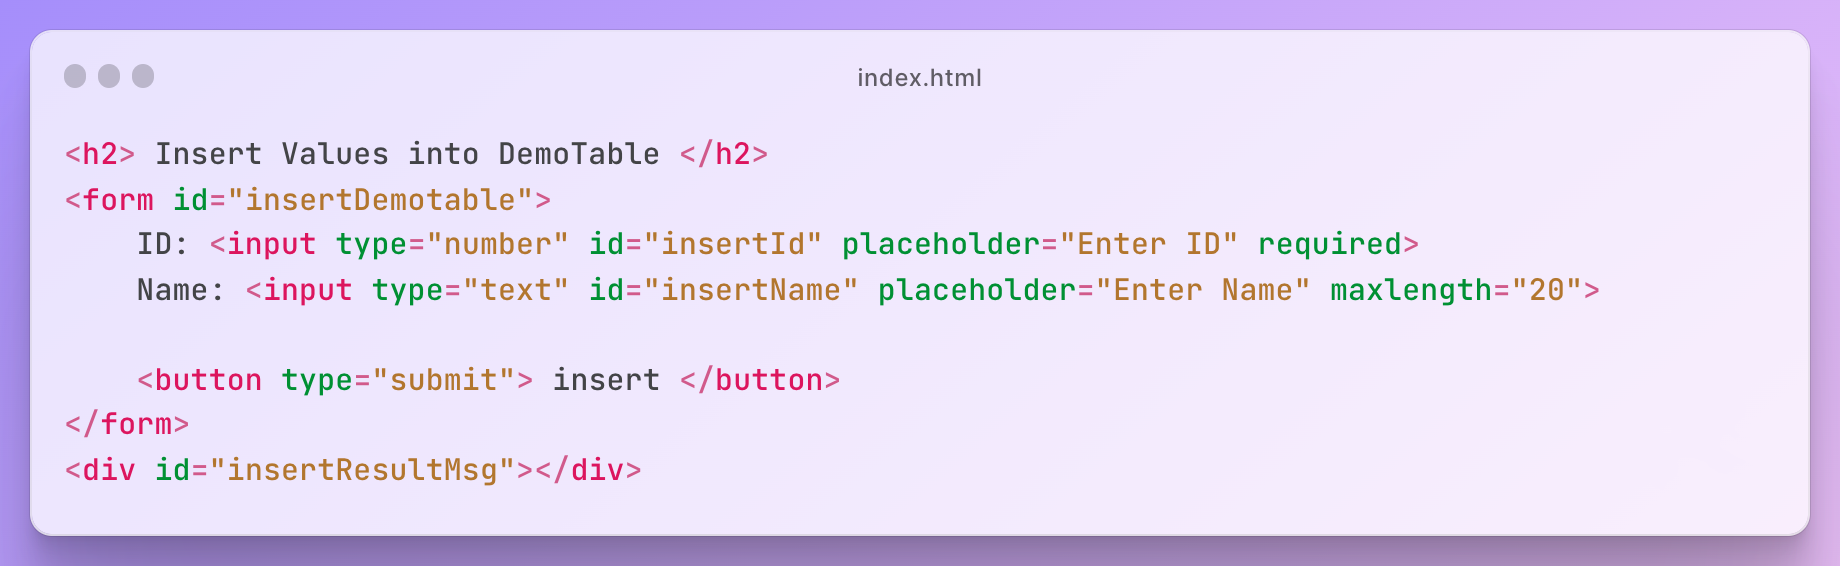 index.html
<h2> Insert Values into DemoTable </h2>
<form id="insertDemotable">
    ID: <input type="number" id="insertId" placeholder="Enter ID" required>
    Name: <input type="text" id="insertName" placeholder="Enter Name" maxlength="20">

    <button type="submit"> insert </button>
</form>
<div id="insertResultMsg"></div>